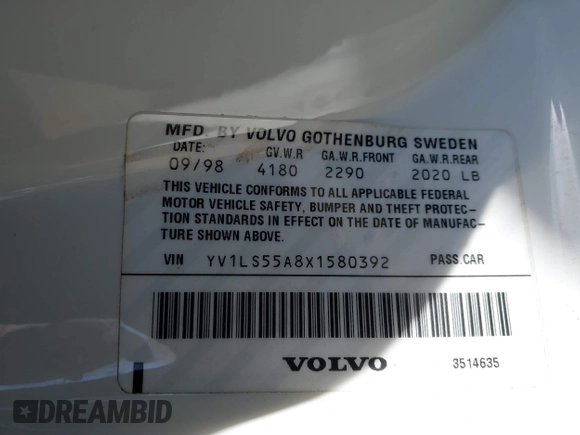 MFD. BY VOLVO GOTHENBURG SWEDEN
DATE: GV.W.R GA.W.R.FRONT GA.W.R.REAR
09/98 4180 2290 2020 LB
THIS VEHICLE CONFORMS TO ALL APPLICABLE FEDERAL
MOTOR VEHICLE SAFETY, BUMPER AND THEFT PROTEC-
TION STANDARDS IN EFFECT ON THE DATE OF MANUFAC-
TURE SHOWN ABOVE.
VIN YV1LS55A8X1580392 PASS.CAR
VOLVO 3514635
DREAMBID